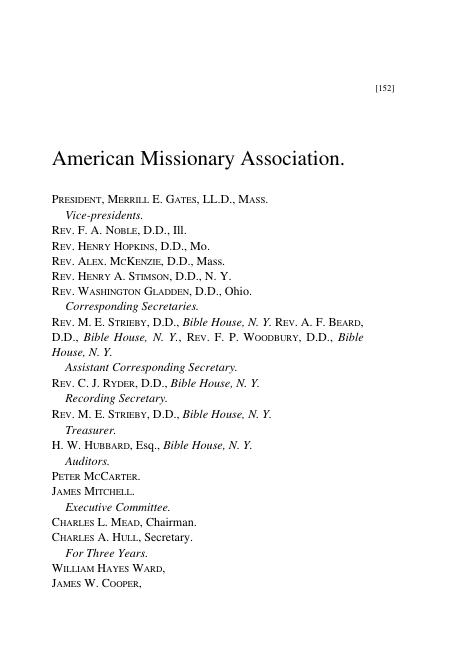 [152]
American Missionary Association.
PRESIDENT, MERRILL E. GATES, LL.D., MASS.
Vice-presidents.
REV. F. A. NOBLE, D.D., Ill.
REV. HENRY HOPKINS, D.D., Mo.
REV. ALEX. MCKENZIE, D.D., Mass.
REV. HENRY A. STIMSON, D.D., N. Y.
REV. WASHINGTON GLADDEN, D.D., Ohio.
Corresponding Secretaries.
REV. M. E. STRIEBY, D.D., Bible House, N. Y. REV. A. F. BEARD,
D.D., Bible House, N. Y., REV. F. P. WOODBURY, D.D., Bible
House, N. Y.
Assistant Corresponding Secretary.
REV. C. J. RYDER, D.D., Bible House, N. Y.
Recording Secretary.
REV. M. E. STRIEBY, D.D., Bible House, N. Y.
Treasurer.
H. W. HUBBARD, Esq., Bible House, N. Y.
Auditors.
PETER MCCARTER.
JAMES MITCHELL.
Executive Committee.
CHARLES L. MEAD, Chairman.
CHARLES A. HULL, Secretary.
For Three Years.
WILLIAM HAYES WARD,
JAMES W. COOPER,